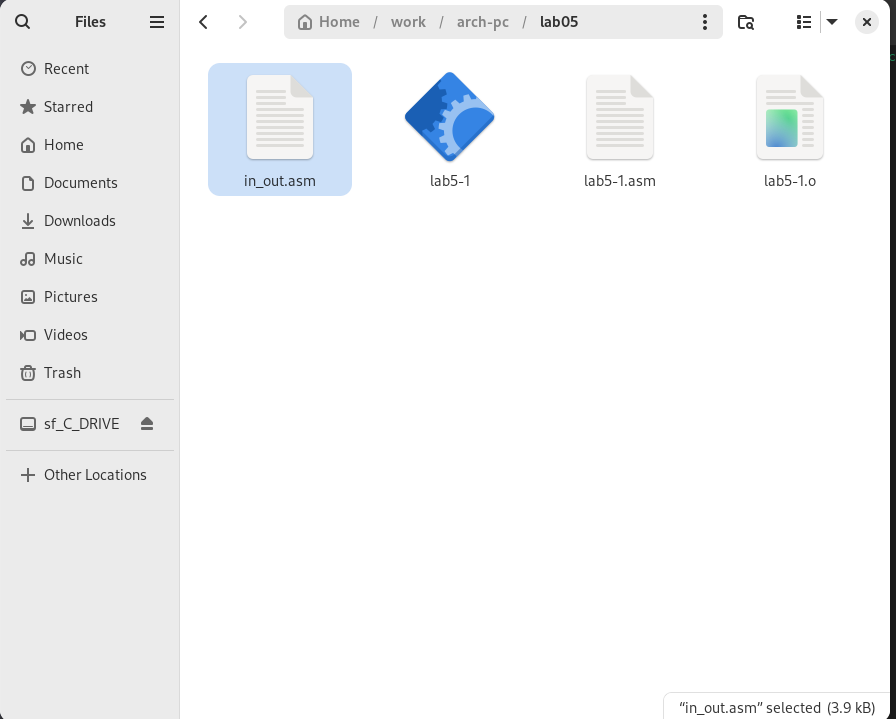 Files
Home / work / arch-pc / lab05
Recent
Starred
Home
Documents
Downloads
Music
Pictures
Videos
Trash
sf_C_DRIVE
Other Locations
in_out.asm
lab5-1
lab5-1.asm
lab5-1.o
“in_out.asm” selected (3.9 kB)